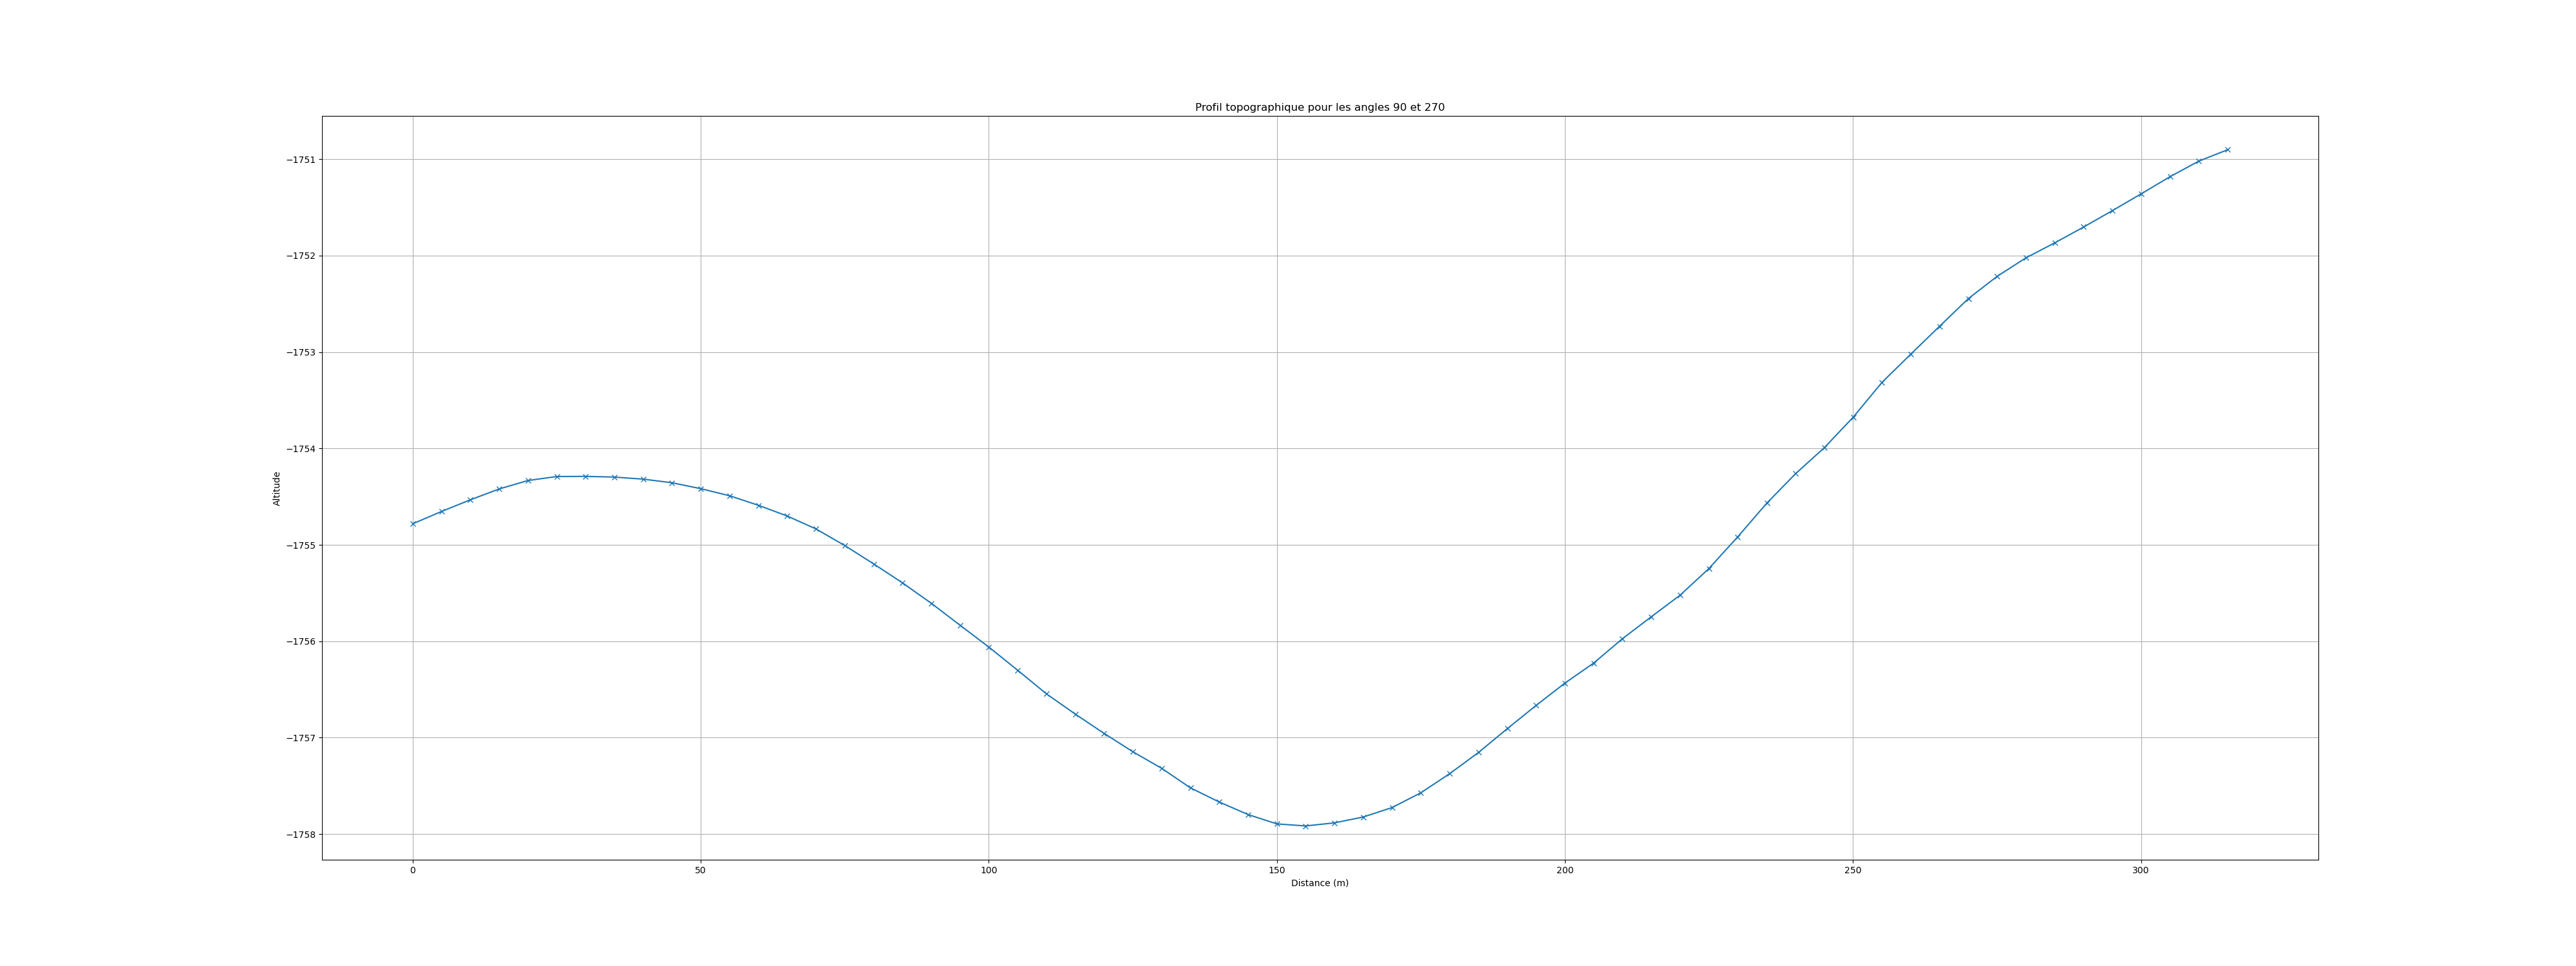 Profil topographique pour les angles 90 et 270
−1751
−1752
−1753
−1754
−1755
−1756
−1757
−1758
Altitude
0 50 100 150 200 250 300
Distance (m)